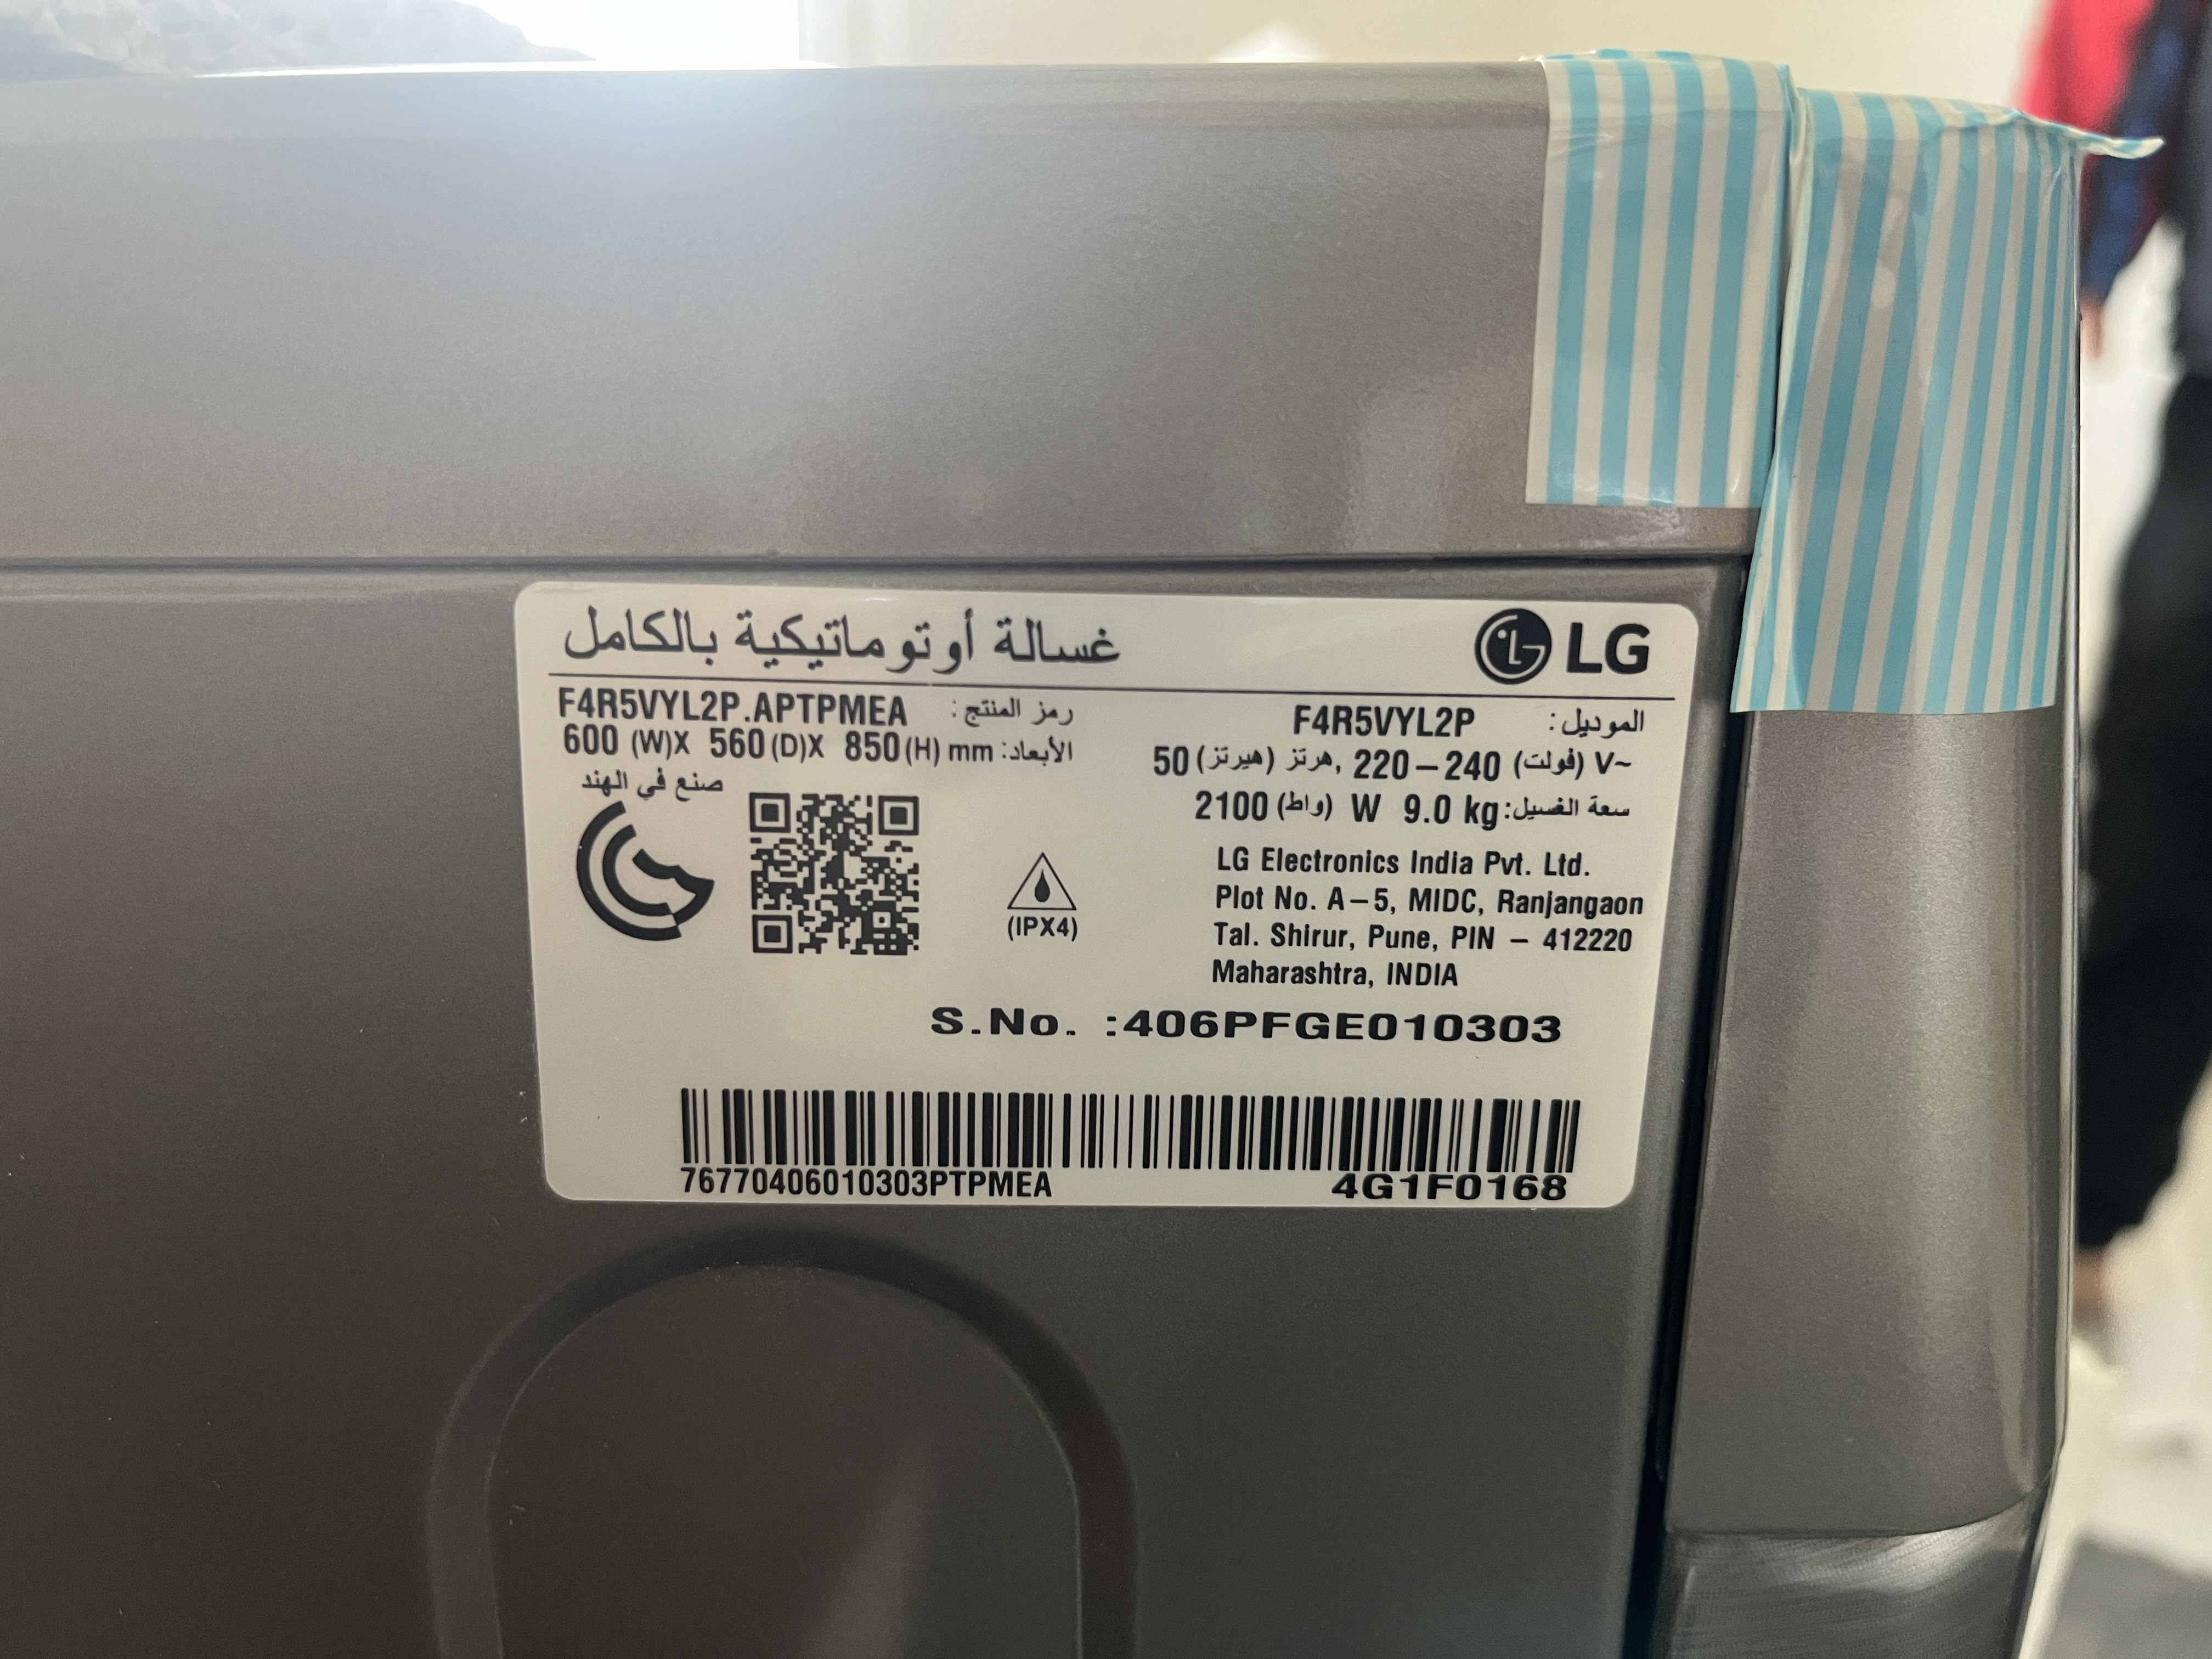 غسالة أوتوماتيكية بالكامل
LG
الموديل: F4R5VYL2P
رمز المنتج: F4R5VYL2P.APTPMEA
V~ (فولت) 220-240 ,هرتز (هيرتز) 50
الأبعاد: 600 (W)X 560(D)X 850(H) mm
سعة الغسيل: 9.0 kg W (واط) 2100
صنع في الهند
LG Electronics India Pvt. Ltd.
Plot No. A-5, MIDC, Ranjangaon
Tal. Shirur, Pune, PIN - 412220
Maharashtra, INDIA
(IPX4)
S.No. :406PFGE010303
76770406010303PTPMEA
4G1F0168